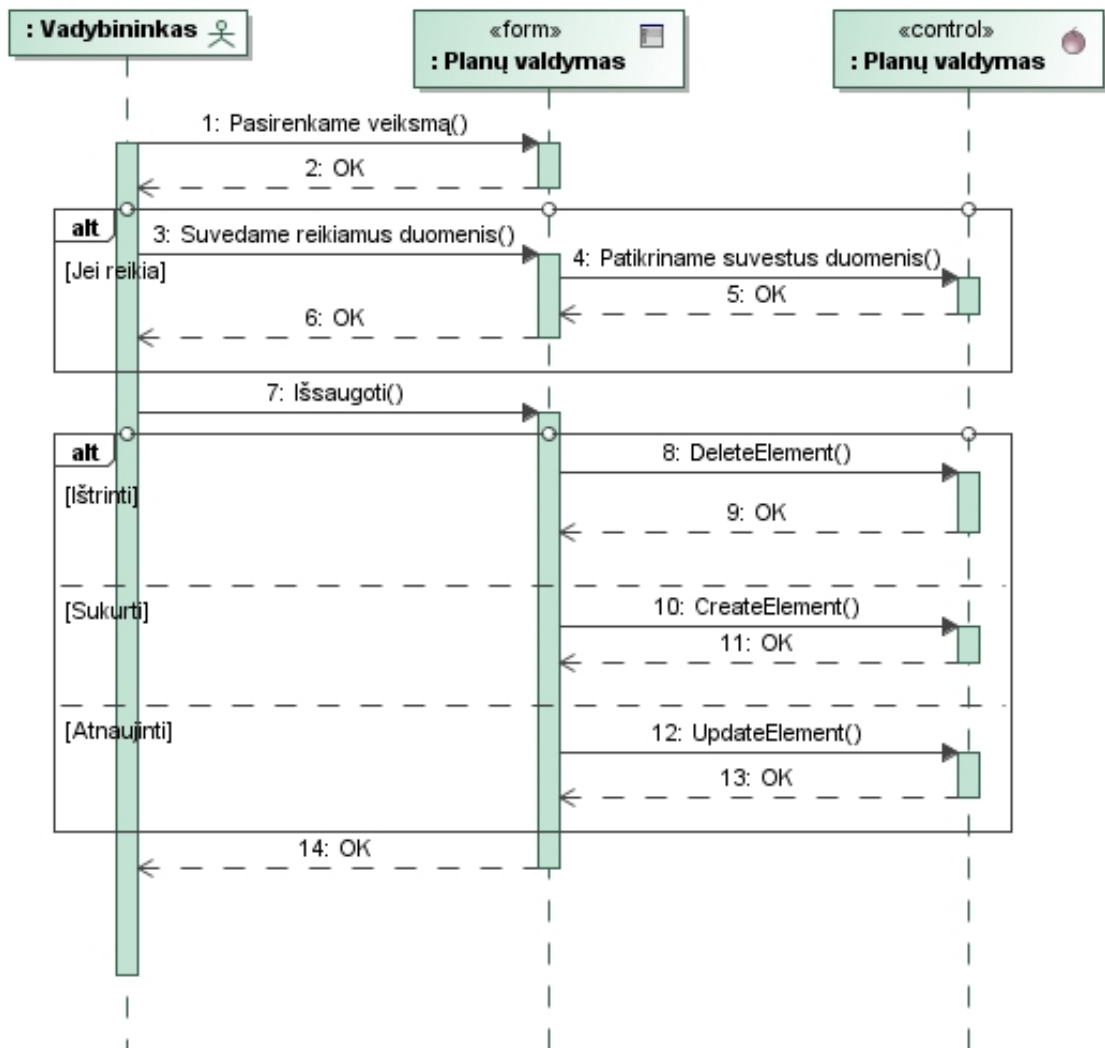 : Vadybininkas
«form»
: Planų valdymas
«control»
: Planų valdymas
1: Pasirenkame veiksmą()
2: OK
alt
3: Suvedame reikiamus duomenis()
[Jei reikia]
4: Patikriname suvestus duomenis()
5: OK
6: OK
7: Išsaugoti()
alt
8: DeleteElement()
[Ištrinti]
9: OK
[Sukurti]
10: CreateElement()
11: OK
[Atnaujinti]
12: UpdateElement()
13: OK
14: OK